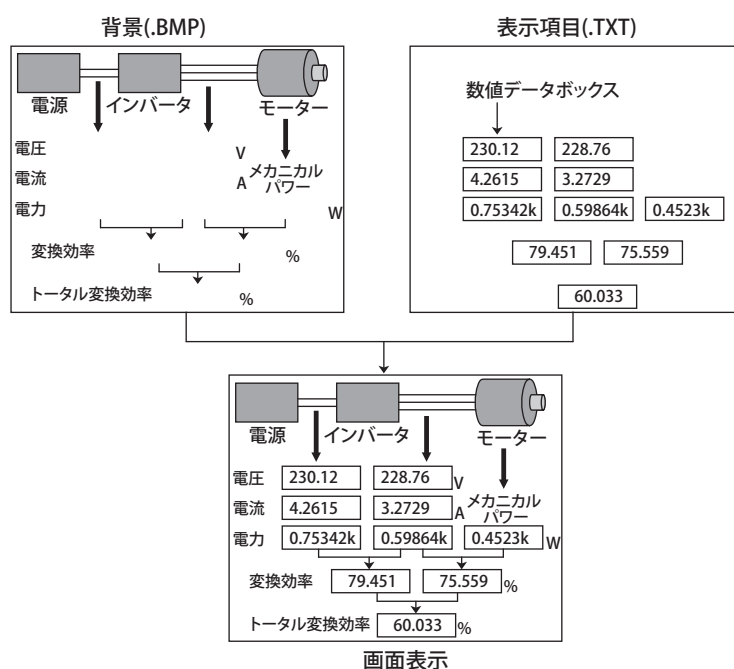 背景(.BMP)
電源
インバータ
モーター
電圧
V
電流
A
メカニカル
パワー
電力
W
変換効率
%
トータル変換効率
%
表示項目(.TXT)
数値データボックス
230.12 228.76
4.2615 3.2729
0.75342k 0.59864k 0.4523k
79.451 75.559
60.033
電源
インバータ
モーター
電圧 230.12 228.76 V
電流 4.2615 3.2729 A
メカニカル
パワー
電力 0.75342k 0.59864k 0.4523k W
変換効率 79.451 75.559 %
トータル変換効率 60.033 %
画面表示